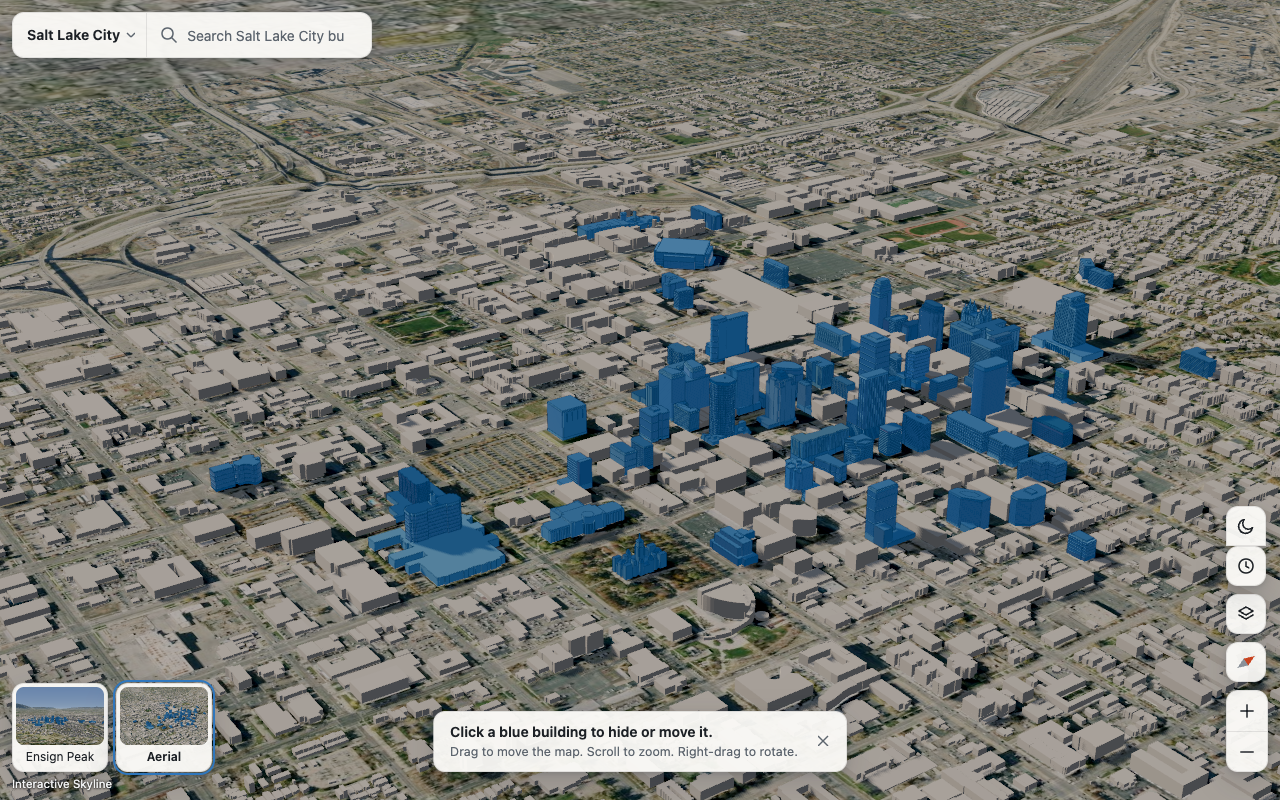 Salt Lake City
Search Salt Lake City bu
Ensign Peak
Aerial
Interactive Skyline
Click a blue building to hide or move it.
Drag to move the map. Scroll to zoom. Right-drag to rotate.